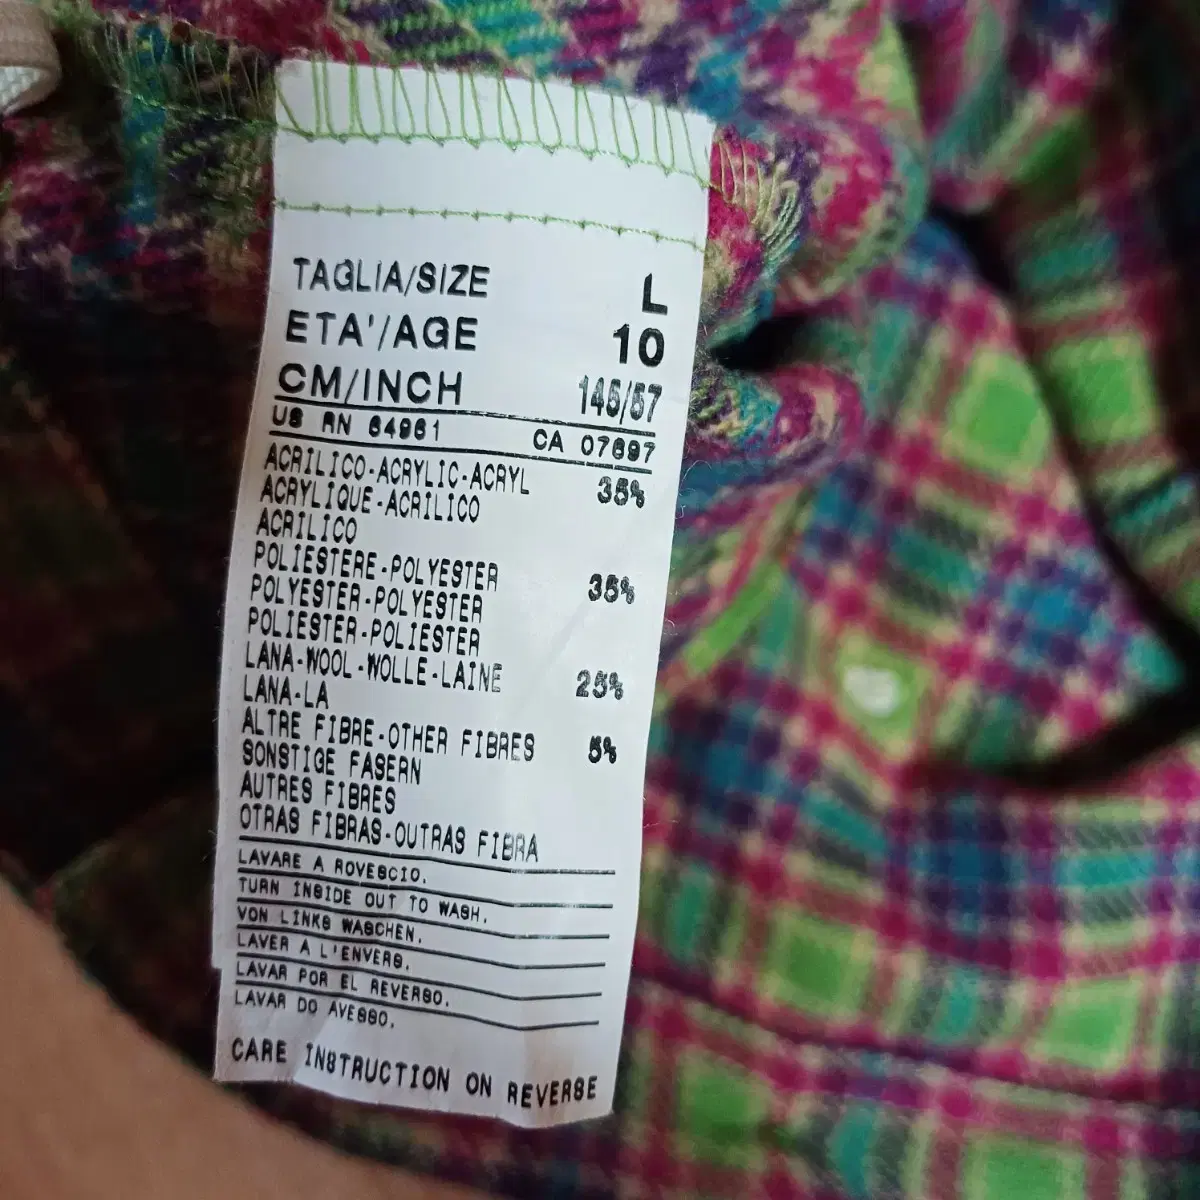 TAGLIA/SIZE L
ETA'/AGE 10
CM/INCH 145/57
US RN 64961 CA 07697
ACRILICO-ACRYLIC-ACRYL 35%
ACRYLIQUE-ACRILICO
ACRILICO
POLIESTERE-POLYESTER 35%
POLYESTER-POLYESTER
POLIESTER-POLIESTER
LANA-WOOL-WOLLE-LAINE 25%
LANA-LA
ALTRE FIBRE-OTHER FIBRES 5%
SONSTIGE FASERN
AUTRES FIBRES
OTRAS FIBRAS-OUTRAS FIBRA
LAVARE A ROVESCIO.
TURN INSIDE OUT TO WASH.
VON LINKS WASCHEN.
LAVER A L'ENVERS.
LAVAR POR EL REVERSO.
LAVAR DO AVESSO.
CARE INSTRUCTION ON REVERSE